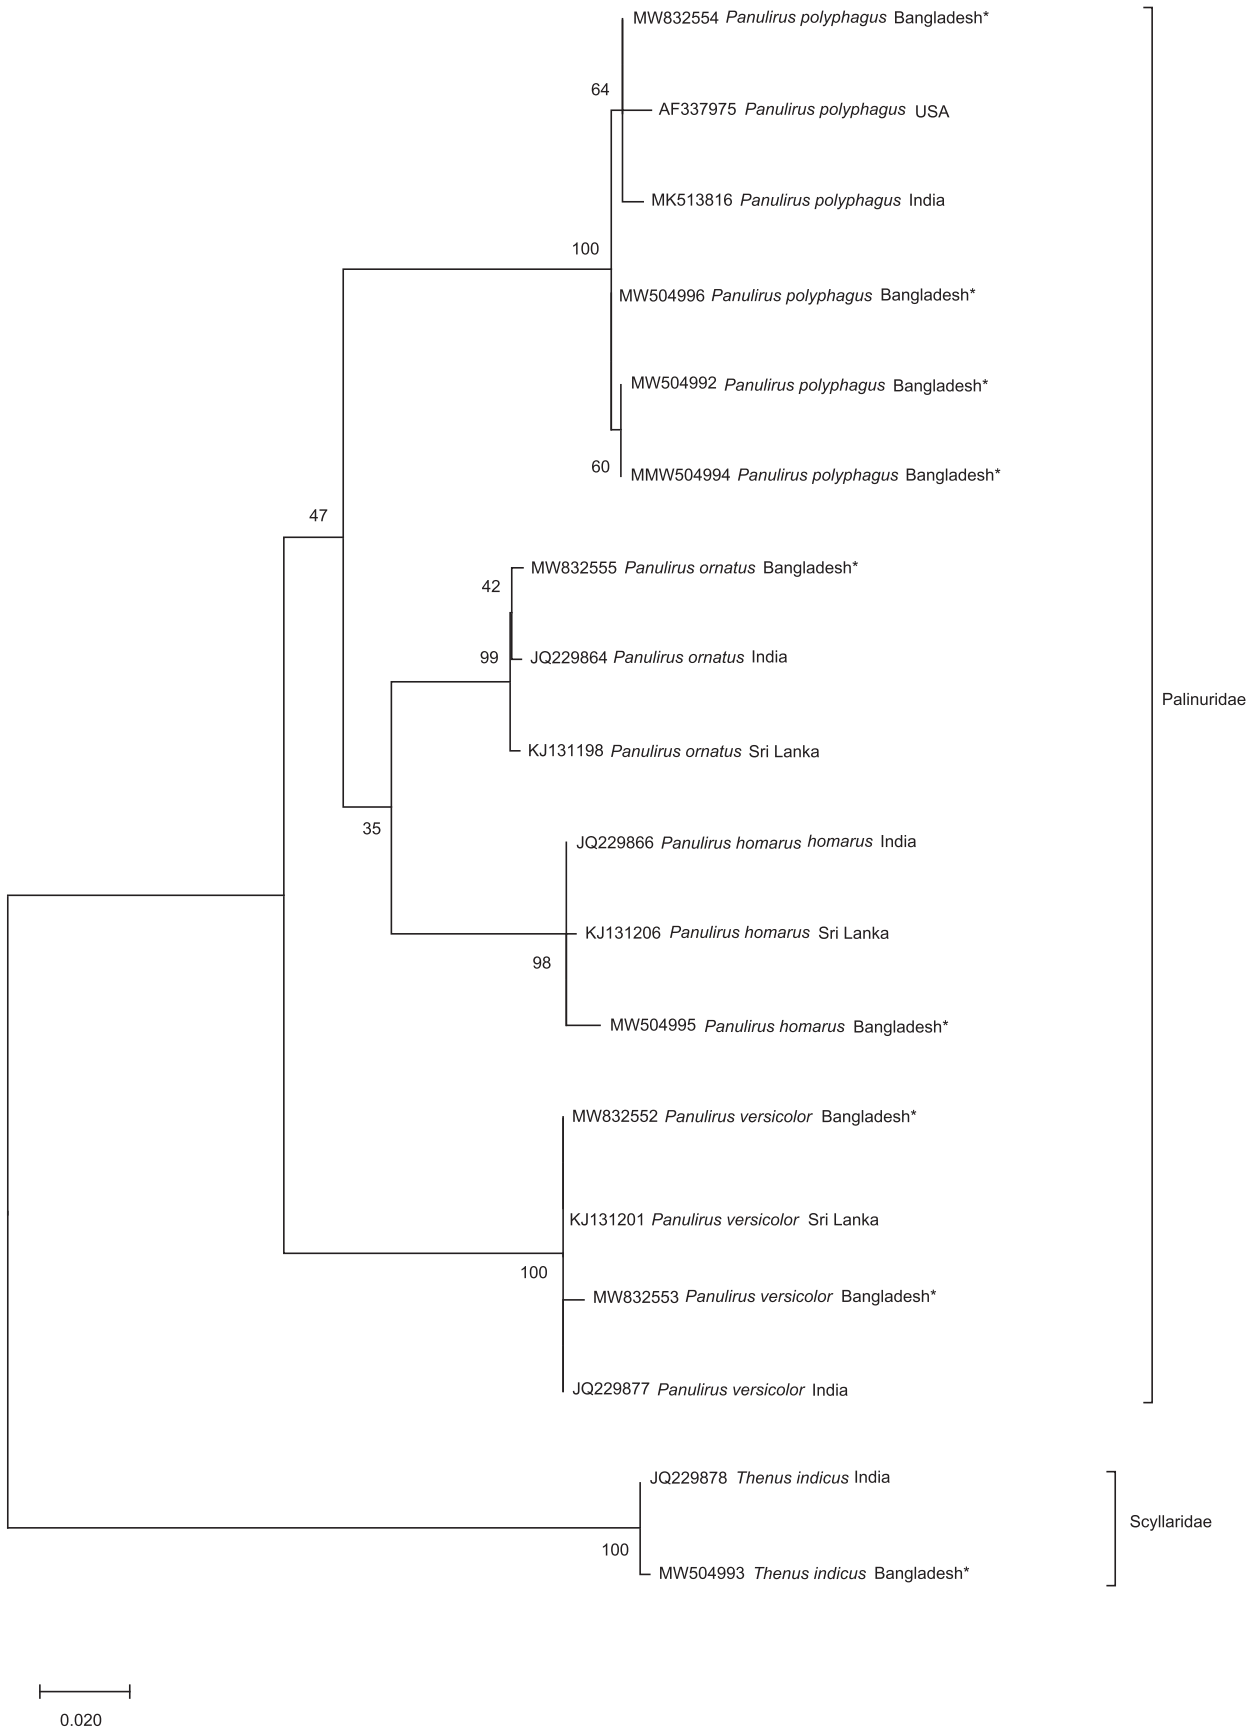 MW832554 Panulirus polyphagus Bangladesh*
64
AF337975 Panulirus polyphagus USA
MK513816 Panulirus polyphagus India
100
MW504996 Panulirus polyphagus Bangladesh*
MW504992 Panulirus polyphagus Bangladesh*
60
MMW504994 Panulirus polyphagus Bangladesh*
47
MW832555 Panulirus ornatus Bangladesh*
42
99
JQ229864 Panulirus ornatus India
Palinuridae
KJ131198 Panulirus ornatus Sri Lanka
35
JQ229866 Panulirus homarus homarus India
KJ131206 Panulirus homarus Sri Lanka
98
MW504995 Panulirus homarus Bangladesh*
MW832552 Panulirus versicolor Bangladesh*
KJ131201 Panulirus versicolor Sri Lanka
100
MW832553 Panulirus versicolor Bangladesh*
JQ229877 Panulirus versicolor India
JQ229878 Thenus indicus India
Scyllaridae
100
MW504993 Thenus indicus Bangladesh*
0.020